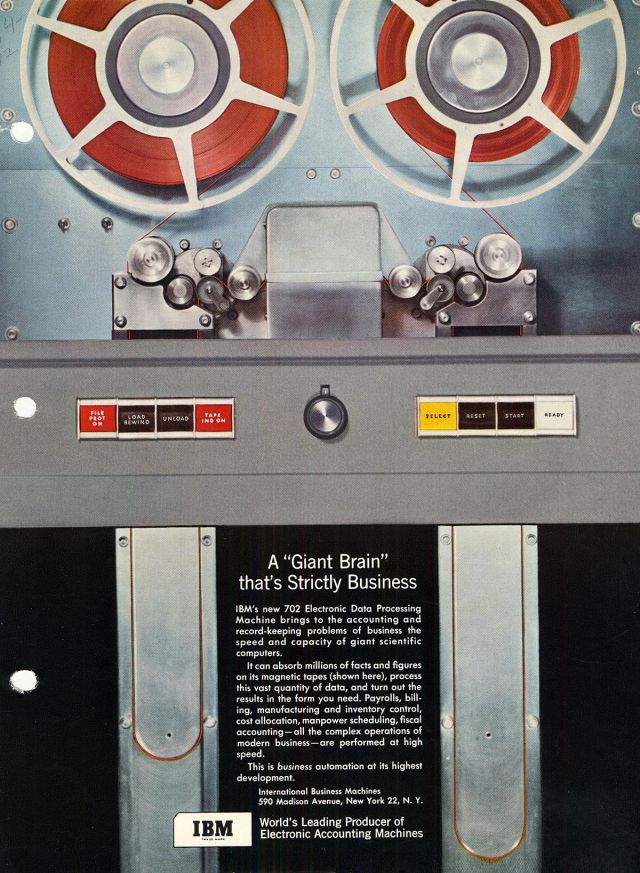 FILE
PROT
ON
LOAD
REWIND
UNLOAD
TAPE
IND ON
SELECT
RESET
START
READY
A "Giant Brain"
that's Strictly Business
IBM's new 702 Electronic Data Processing
Machine brings to the accounting and
record-keeping problems of business the
speed and capacity of giant scientific
computers.
It can absorb millions of facts and figures
on its magnetic tapes (shown here), process
this vast quantity of data, and turn out the
results in the form you need. Payrolls, bill-
ing, manufacturing and inventory control,
cost allocation, manpower scheduling, fiscal
accounting—all the complex operations of
modern business—are performed at high
speed.
This is business automation at its highest
development.
International Business Machines
590 Madison Avenue, New York 22, N. Y.
IBM
TRADE MARK
World's Leading Producer of
Electronic Accounting Machines